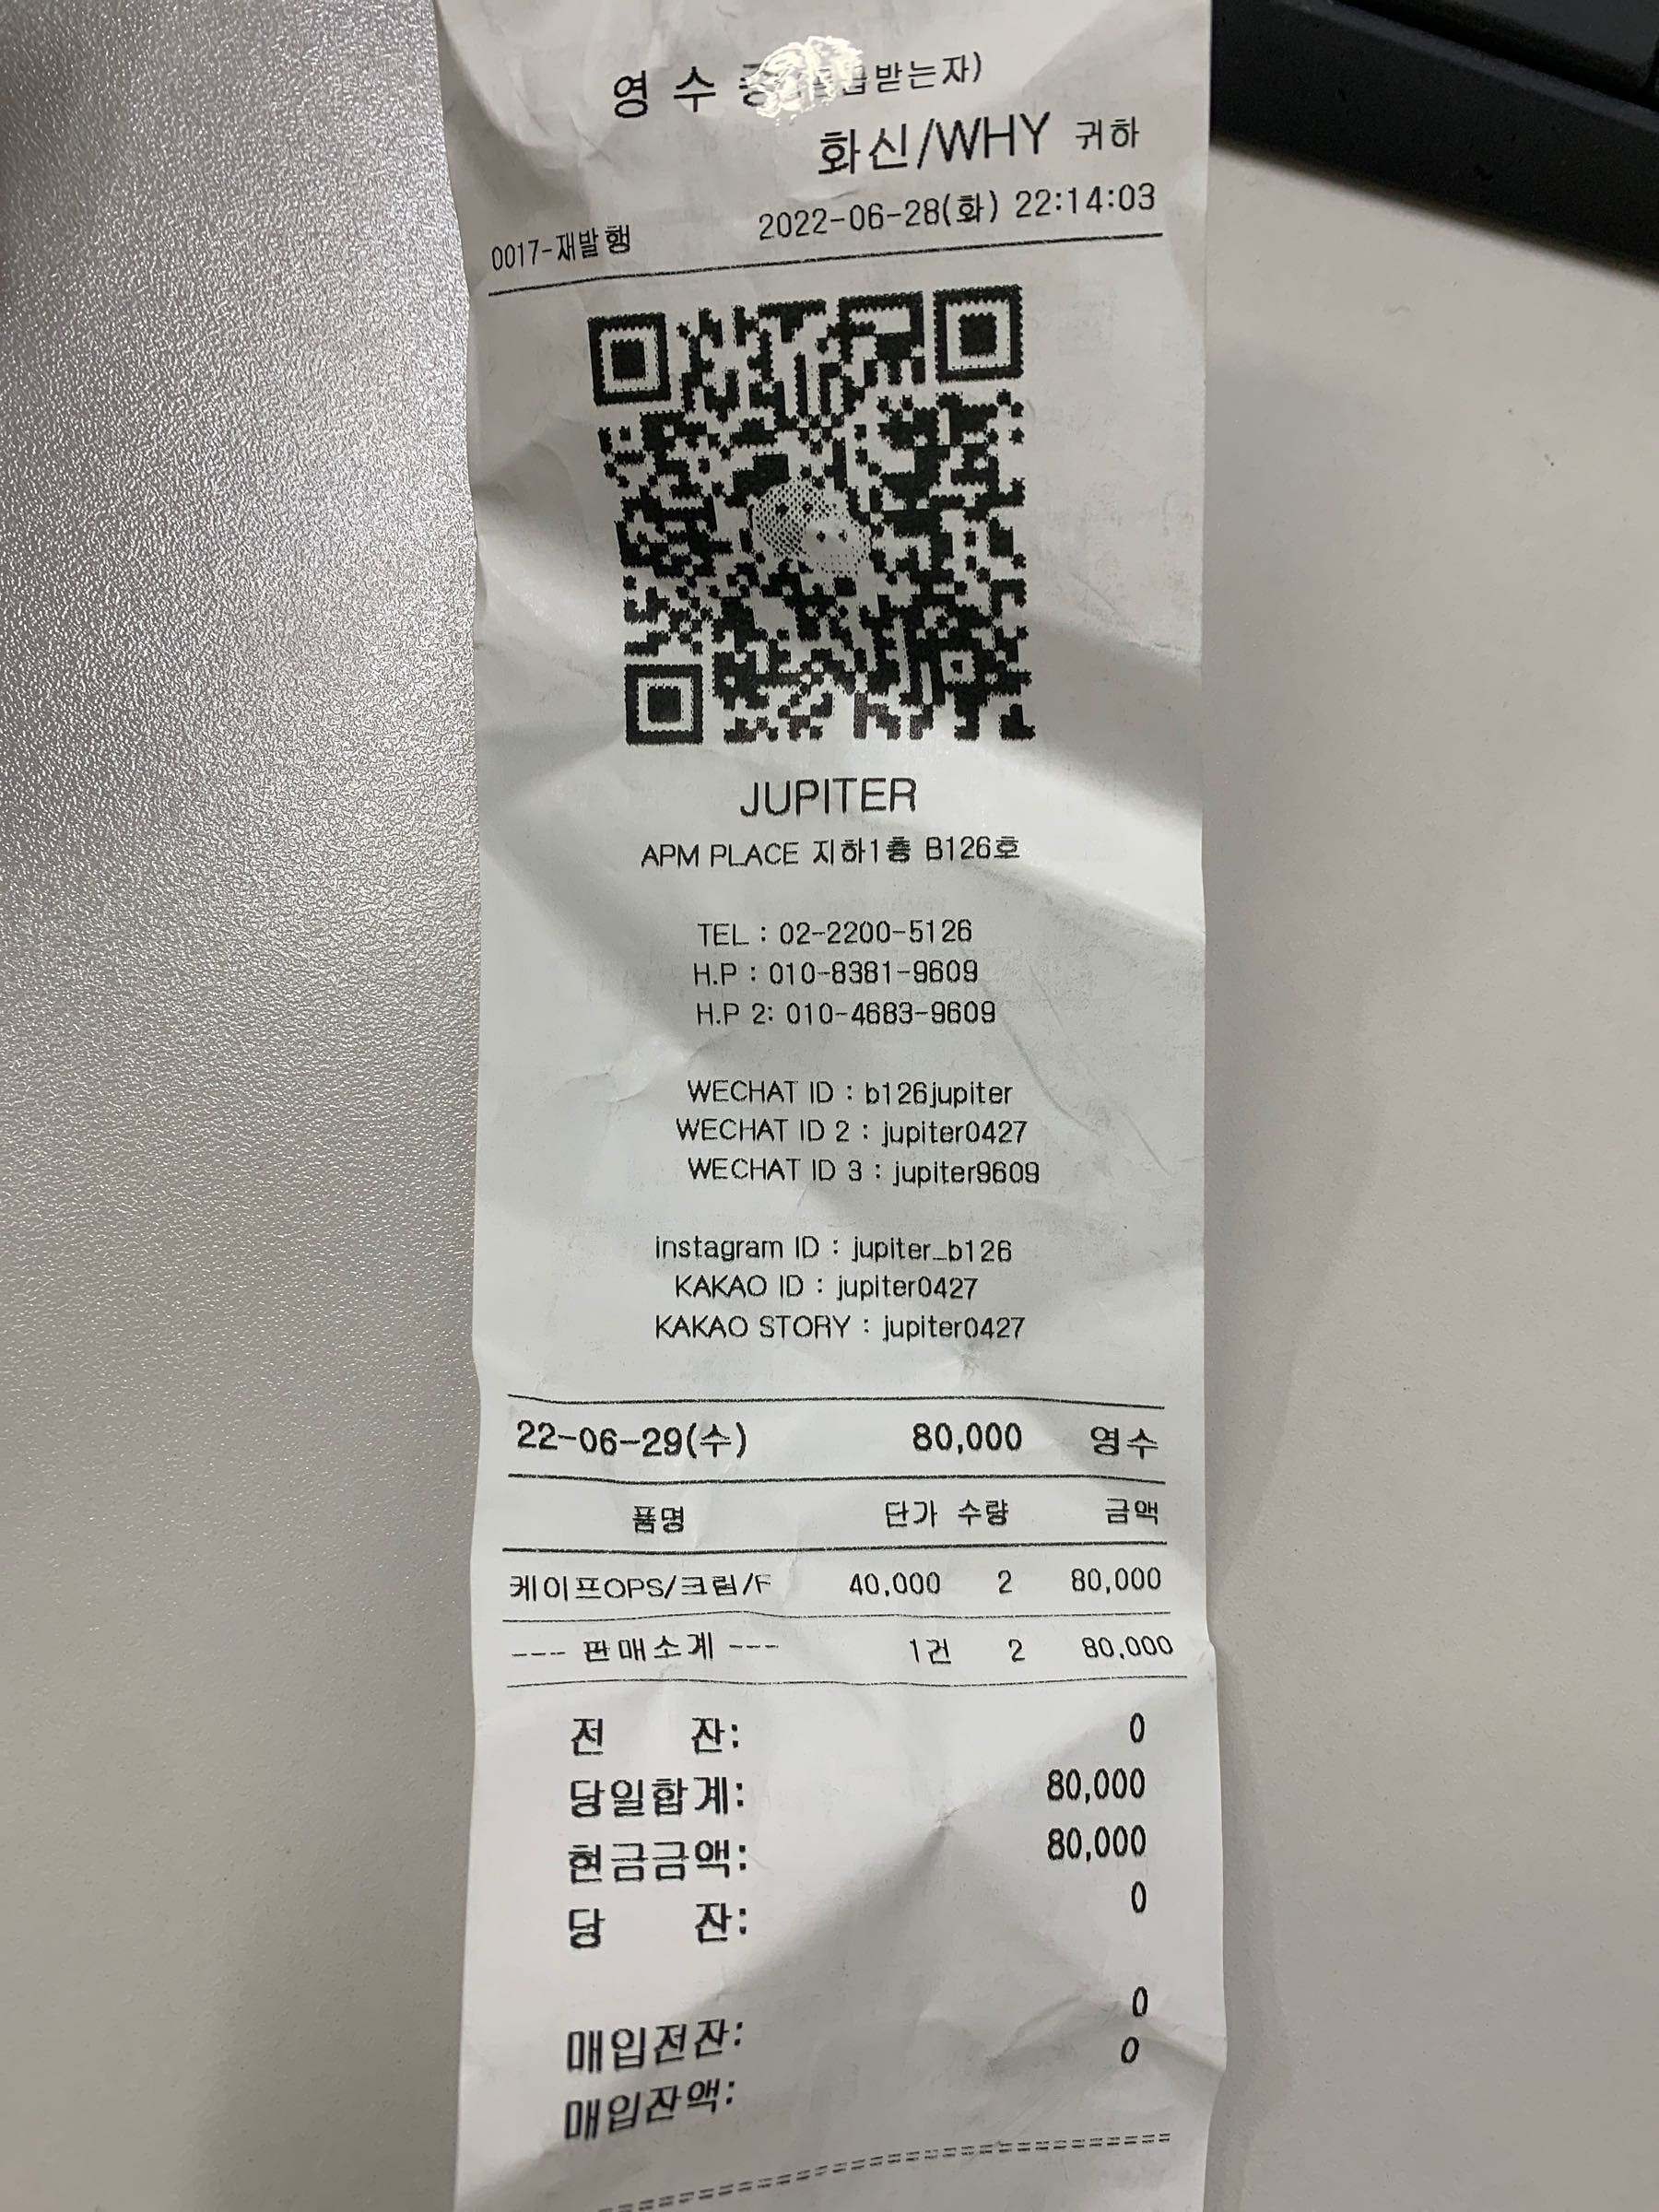 영 수 받는자)
화신/WHY 귀하
0017-재발행 2022-06-28(화) 22:14:03
JUPITER
APM PLACE 지하1층 B126호
TEL : 02-2200-5126
H.P : 010-8381-9609
H.P 2: 010-4683-9609
WECHAT ID : b126jupiter
WECHAT ID 2 : jupiter0427
WECHAT ID 3 : jupiter9609
instagram ID : jupiter_b126
KAKAO ID : jupiter0427
KAKAO STORY : jupiter0427
22-06-29(수) 80,000 영수
품명 단가 수량 금액
케이프OPS/크림/F 40,000 2 80,000
--- 판매소계 --- 1건 2 80,000
전 잔: 0
당일합계: 80,000
현금금액: 80,000
당 잔: 0
매입전잔: 0
매입잔액: 0